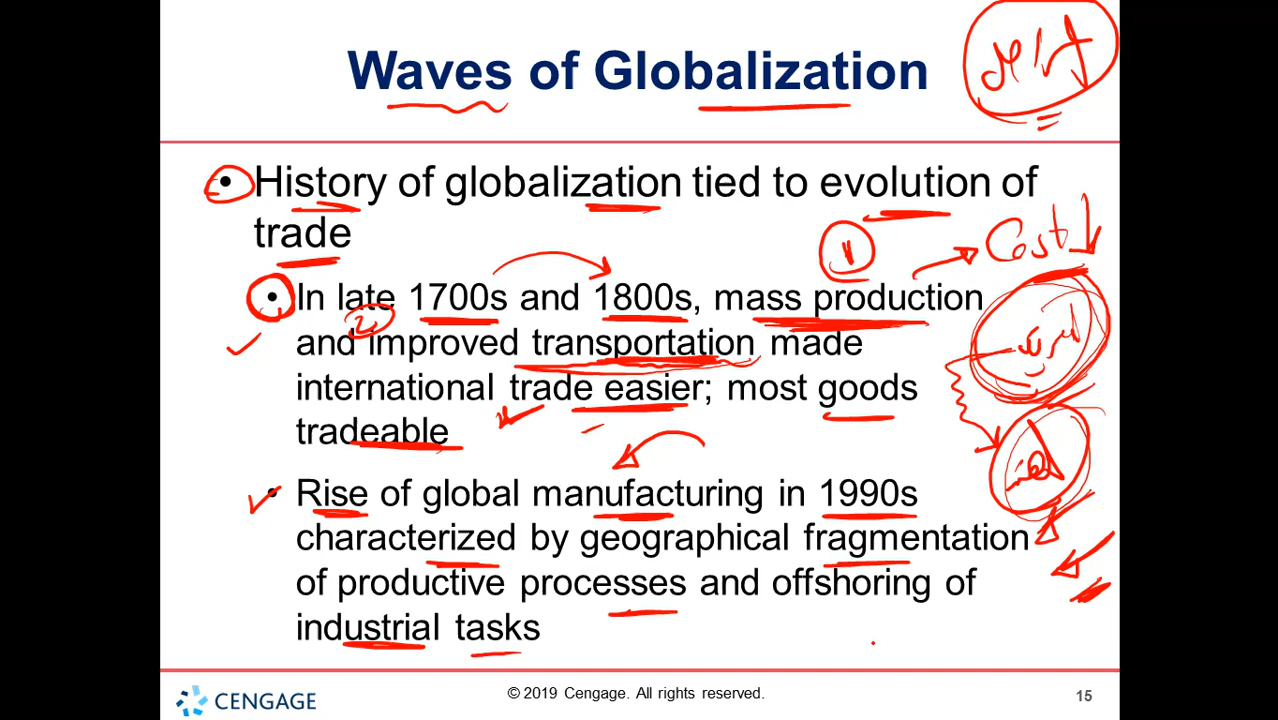 Waves of Globalization
• History of globalization tied to evolution of
trade
1
Cost
• In late 1700s and 1800s, mass production
2
and improved transportation made
international trade easier; most goods
tradeable
• Rise of global manufacturing in 1990s
characterized by geographical fragmentation
of productive processes and offshoring of
industrial tasks
CENGAGE
© 2019 Cengage. All rights reserved.
15